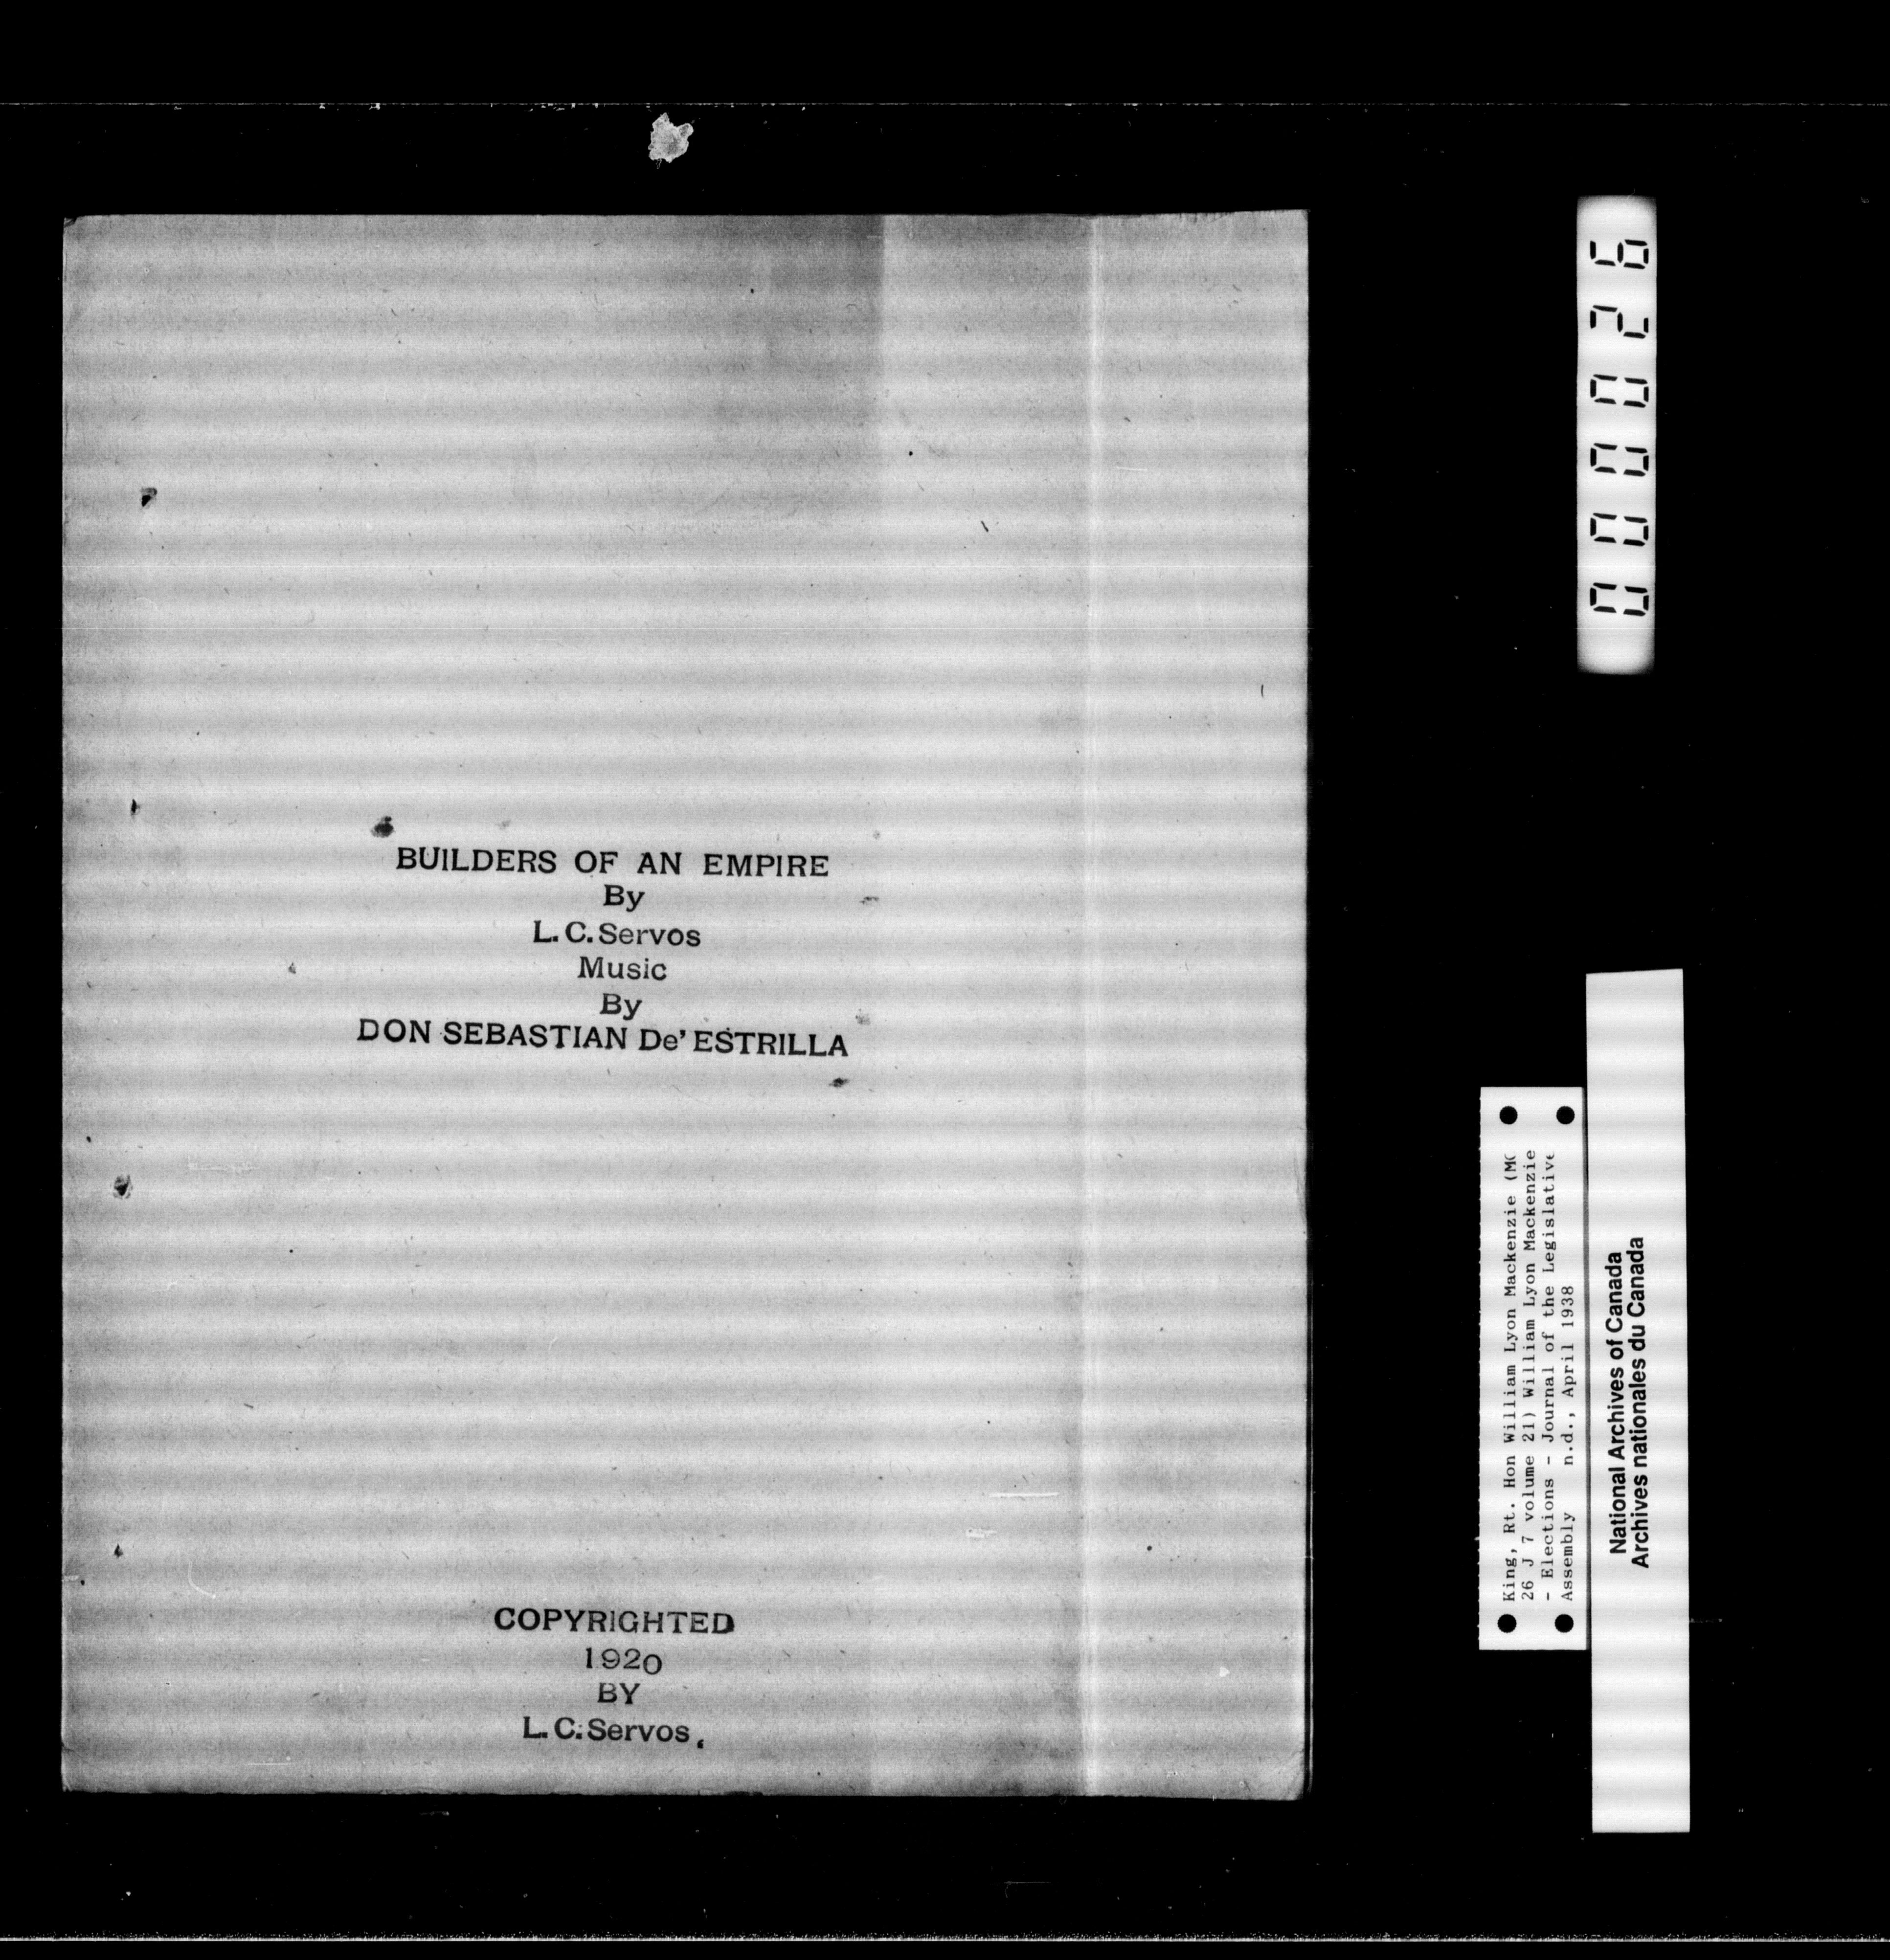 BUILDERS OF AN EMPIRE
By
L. C. Servos
Music
By
DON SEBASTIAN De' ESTRILLA
COPYRIGHTED
1920
BY
L. C. Servos.
000026
King, Rt. Hon William Lyon Mackenzie (MG
26 J 7 volume 21) William Lyon Mackenzie
- Elections - Journal of the Legislative
Assembly n.d., April 1938
National Archives of Canada
Archives nationales du Canada